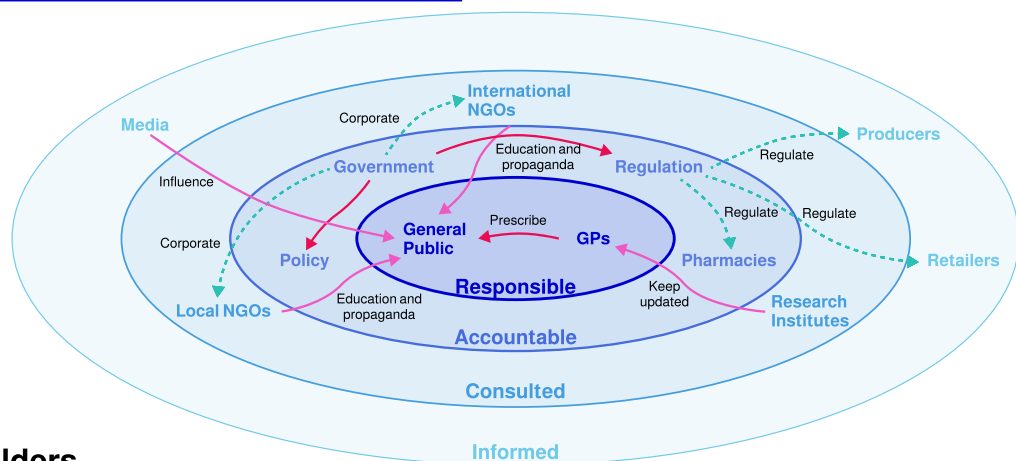 International
NGOs
Corporate
Media
Producers
Education and
propaganda
Regulate
Government
Regulation
Influence
Prescribe
Regulate
Regulate
General
Public
GPs
Corporate
Policy
Pharmacies
Retailers
Responsible
Keep
updated
Education and
propaganda
Local NGOs
Research
Institutes
Accountable
Consulted
Informed
lders